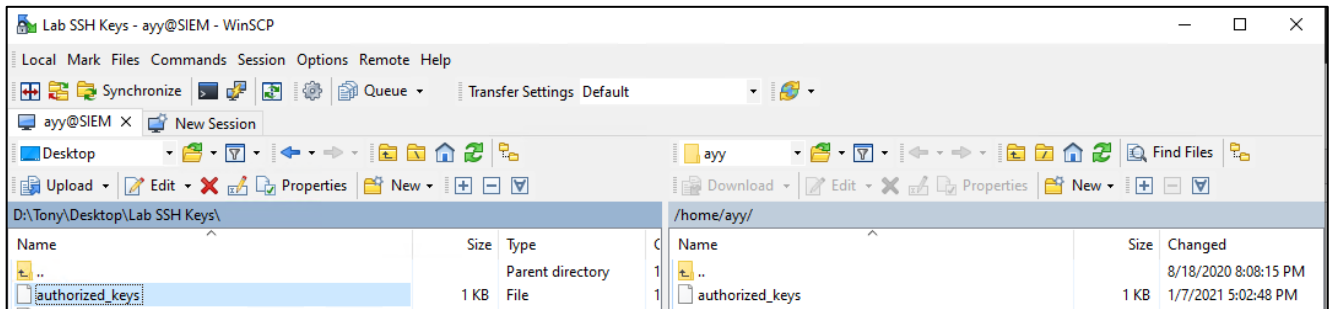 Lab SSH Keys - ayy@SIEM - WinSCP
Local Mark Files Commands Session Options Remote Help
Synchronize Queue Transfer Settings Default
ayy@SIEM New Session
Desktop ayy Find Files
Upload Edit Properties New Download Edit Properties New
D:\Tony\Desktop\Lab SSH Keys\ /home/ayy/
Name Size Type C Name Size Changed
.. Parent directory 1 .. 8/18/2020 8:08:15 PM
authorized_keys 1 KB File 1 authorized_keys 1 KB 1/7/2021 5:02:48 PM